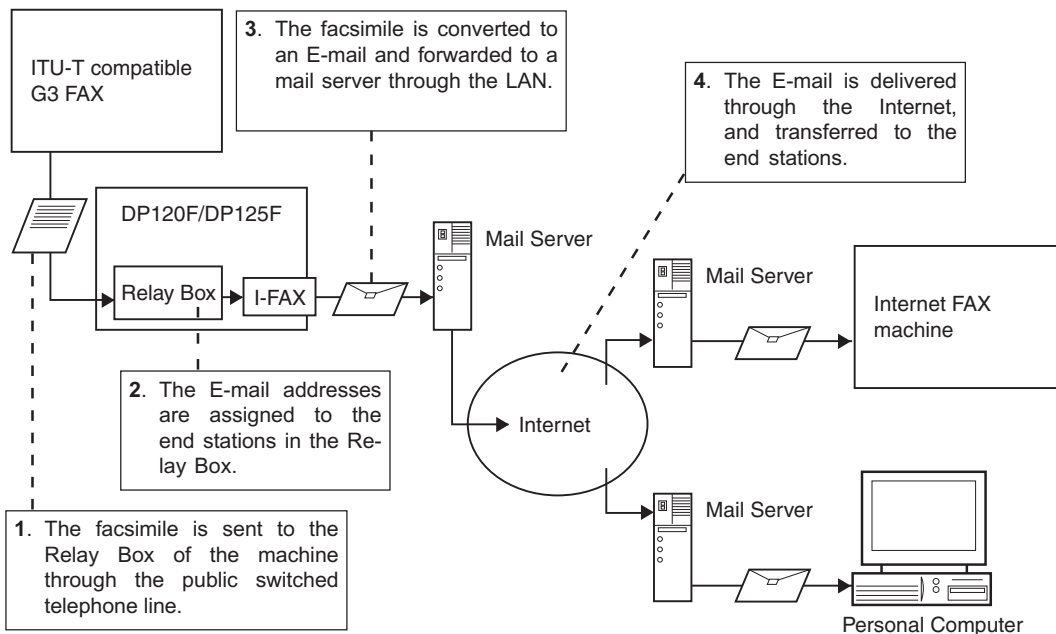 ITU-T compatible
G3 FAX
3. The facsimile is converted to
an E-mail and forwarded to a
mail server through the LAN.
4. The E-mail is delivered
through the Internet,
and transferred to the
end stations.
DP120F/DP125F
Relay Box
I-FAX
Mail Server
Mail Server
Internet FAX
machine
2. The E-mail addresses
are assigned to the
end stations in the Re-
lay Box.
Internet
Mail Server
1. The facsimile is sent to the
Relay Box of the machine
through the public switched
telephone line.
Personal Computer